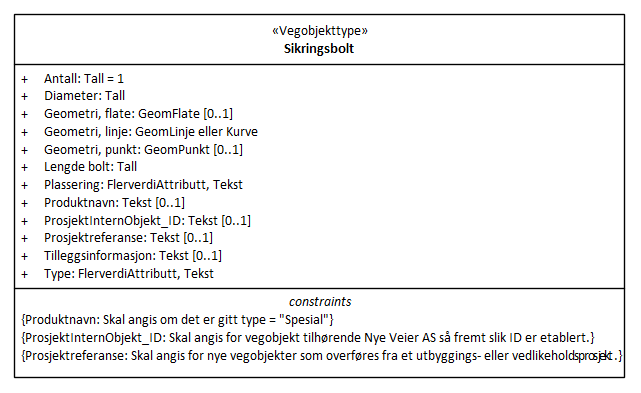 «Vegobjekttype»
Sikringsbolt
+ Antall: Tall = 1
+ Diameter: Tall
+ Geometri, flate: GeomFlate [0..1]
+ Geometri, linje: GeomLinje eller Kurve
+ Geometri, punkt: GeomPunkt [0..1]
+ Lengde bolt: Tall
+ Plassering: FlerverdiAttributt, Tekst
+ Produktnavn: Tekst [0..1]
+ ProsjektInternObjekt_ID: Tekst [0..1]
+ Prosjektreferanse: Tekst [0..1]
+ Tilleggsinformasjon: Tekst [0..1]
+ Type: FlerverdiAttributt, Tekst
constraints
{Produktnavn: Skal angis om det er gitt type = "Spesial"}
{ProsjektInternObjekt_ID: Skal angis for vegobjekt tilhørende Nye Veier AS så fremt slik ID er etablert.}
{Prosjektreferanse: Skal angis for nye vegobjekter som overføres fra et utbyggings- eller vedlikeholdsprosjekt.}